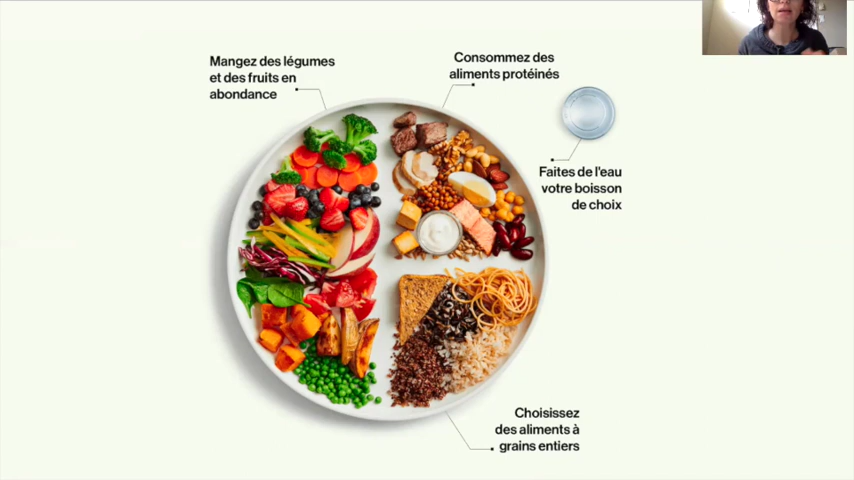 Mangez des légumes
et des fruits en
abondance
Consommez des
aliments protéinés
Faites de l'eau
votre boisson
de choix
Choisissez
des aliments à
grains entiers